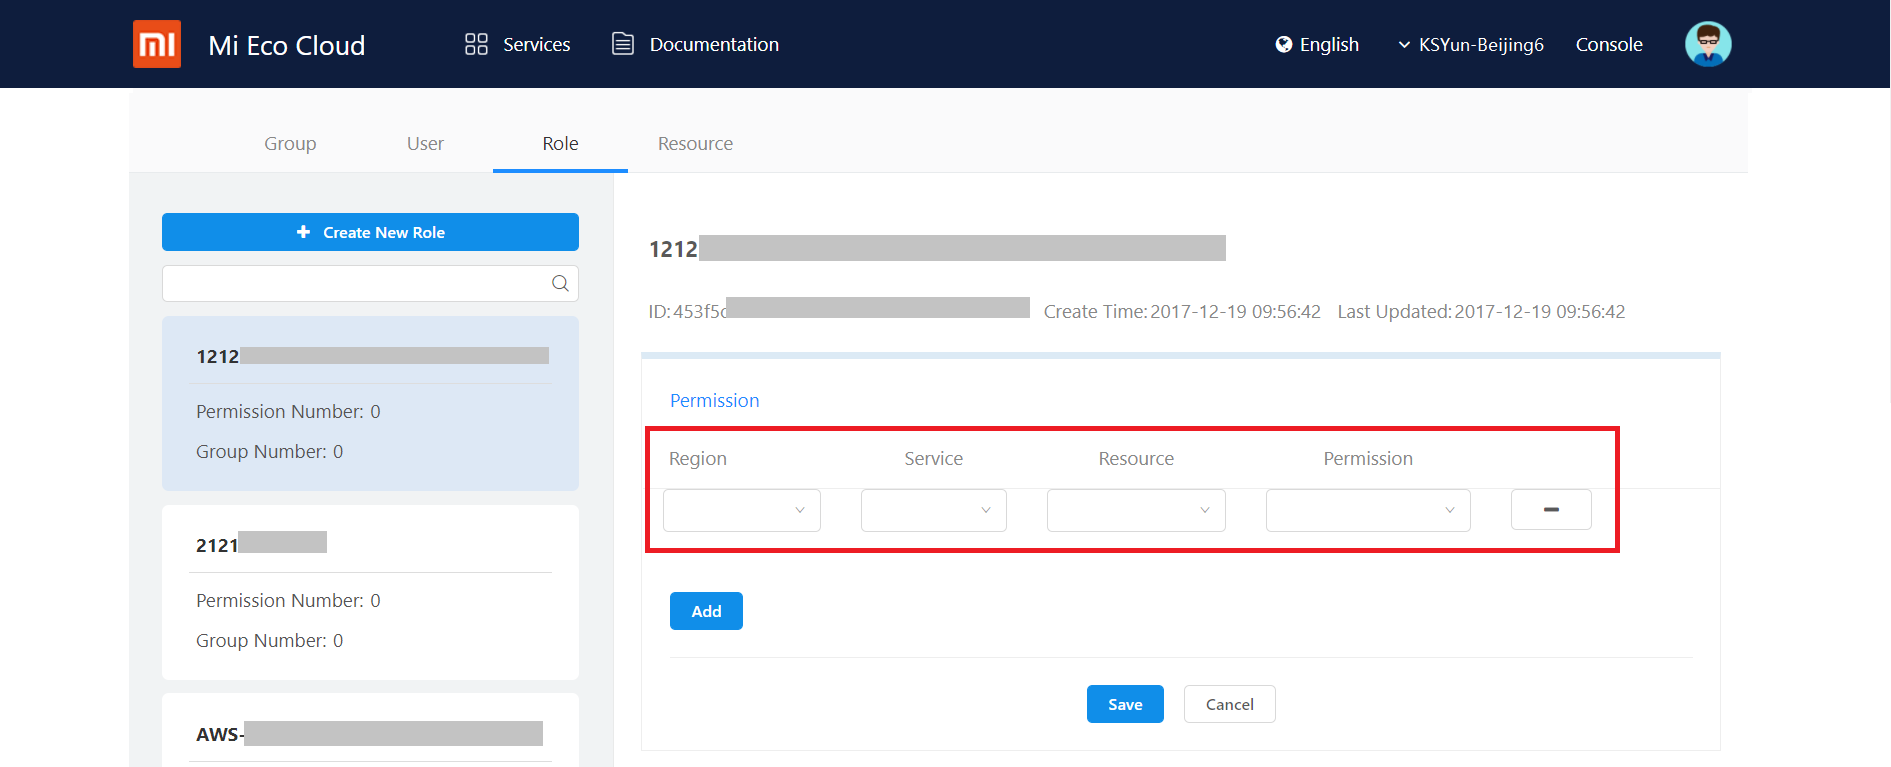 Mi Eco Cloud Services Documentation English KSYun-Beijing6 Console
Group User Role Resource
Create New Role
1212
ID: 453f5c Create Time: 2017-12-19 09:56:42 Last Updated: 2017-12-19 09:56:42
1212
Permission Number: 0
Group Number: 0
Permission
Region Service Resource Permission
2121
Permission Number: 0
Group Number: 0
Add
Save Cancel
AWS-